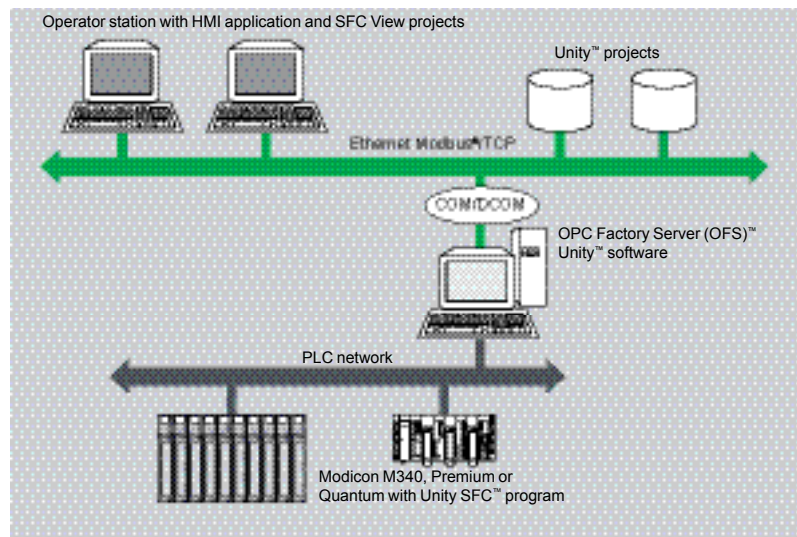 Operator station with HMI application and SFC View projects
Unity™ projects
Ethernet Modbus®/TCP
COM/DCOM
OPC Factory Server (OFS)™
Unity™ software
PLC network
Modicon M340, Premium or
Quantum with Unity SFC™ program